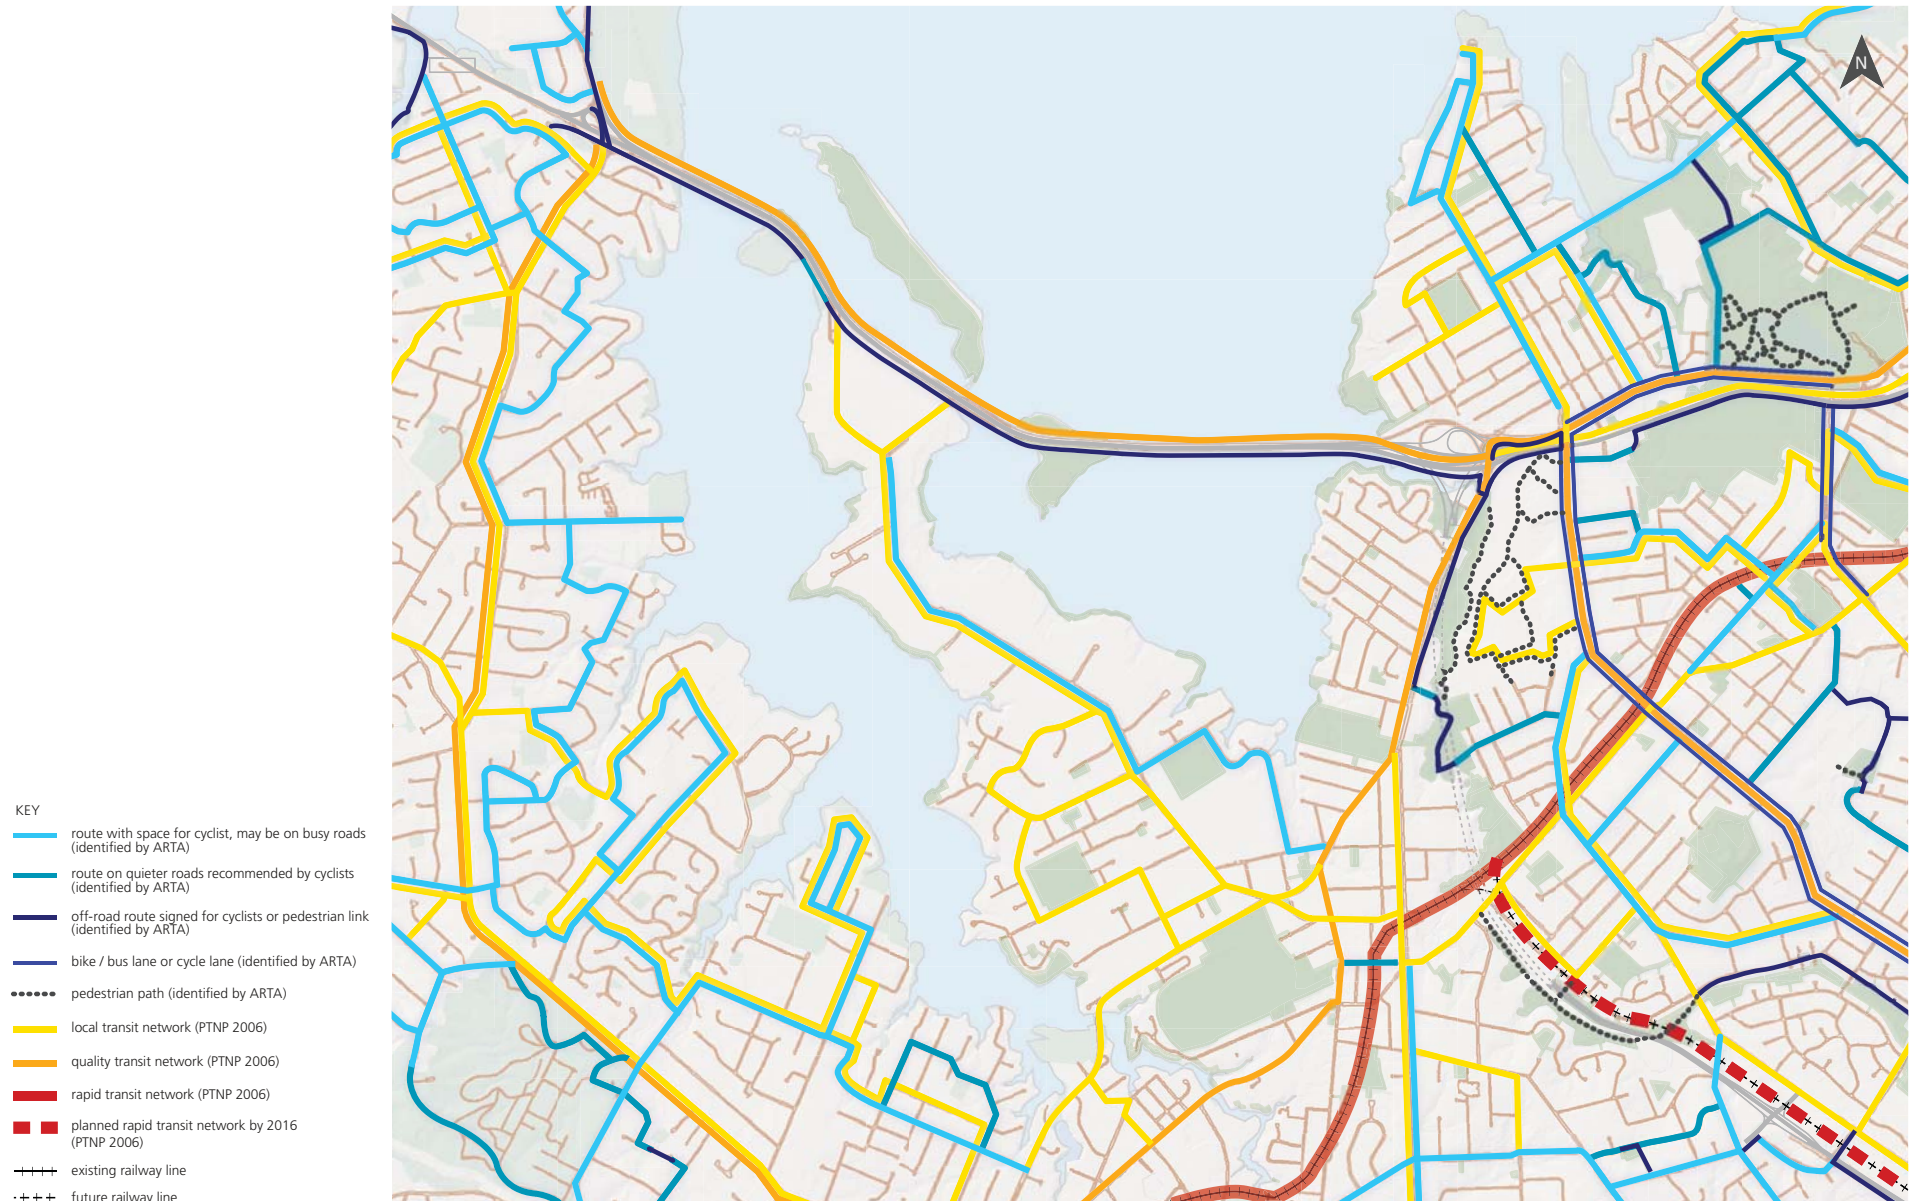 N
KEY
route with space for cyclist, may be on busy roads
(identified by ARTA)
route on quieter roads recommended by cyclists
(identified by ARTA)
off-road route signed for cyclists or pedestrian link
(identified by ARTA)
bike / bus lane or cycle lane (identified by ARTA)
pedestrian path (identified by ARTA)
local transit network (PTNP 2006)
quality transit network (PTNP 2006)
rapid transit network (PTNP 2006)
planned rapid transit network by 2016
(PTNP 2006)
existing railway line
future railway line